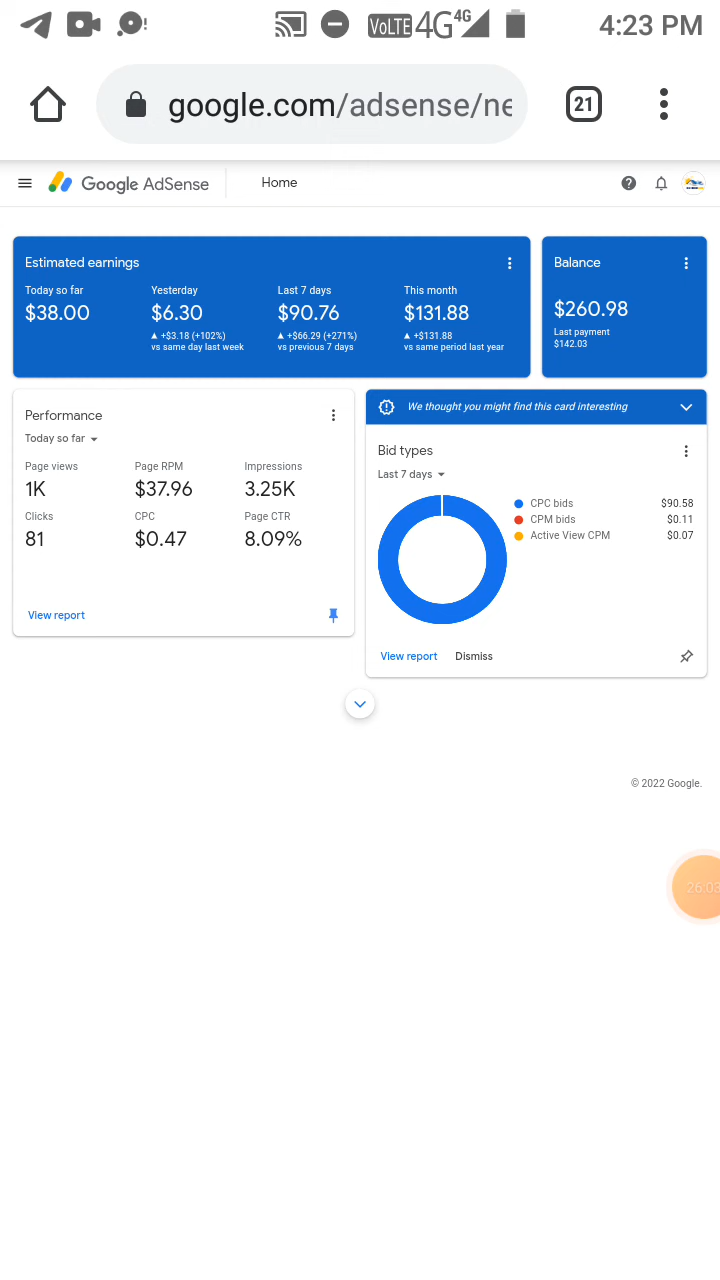 VoLTE 4G 4G 4:23 PM
google.com/adsense/ne
21
Google AdSense Home
Estimated earnings
Today so far Yesterday Last 7 days This month
$38.00 $6.30 $90.76 $131.88
▲ +$3.18 (+102%) ▲ +$66.29 (+271%) ▲ +$131.88
vs same day last week vs previous 7 days vs same period last year
Balance
$260.98
Last payment
$142.03
Performance
Today so far
Page views Page RPM Impressions
1K $37.96 3.25K
Clicks CPC Page CTR
81 $0.47 8.09%
View report
We thought you might find this card interesting
Bid types
Last 7 days
CPC bids $90.58
CPM bids $0.11
Active View CPM $0.07
View report Dismiss
© 2022 Google.
26:03